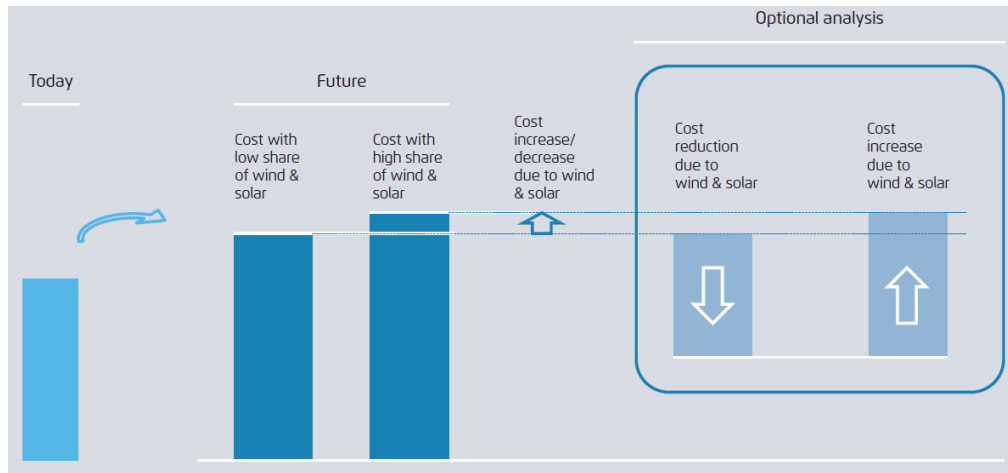 Optional analysis
Today
Future
Cost with
low share
of wind &
solar
Cost with
high share
of wind &
solar
Cost
increase/
decrease
due to wind
& solar
Cost
reduction
due to
wind & solar
Cost
increase
due to
wind & solar